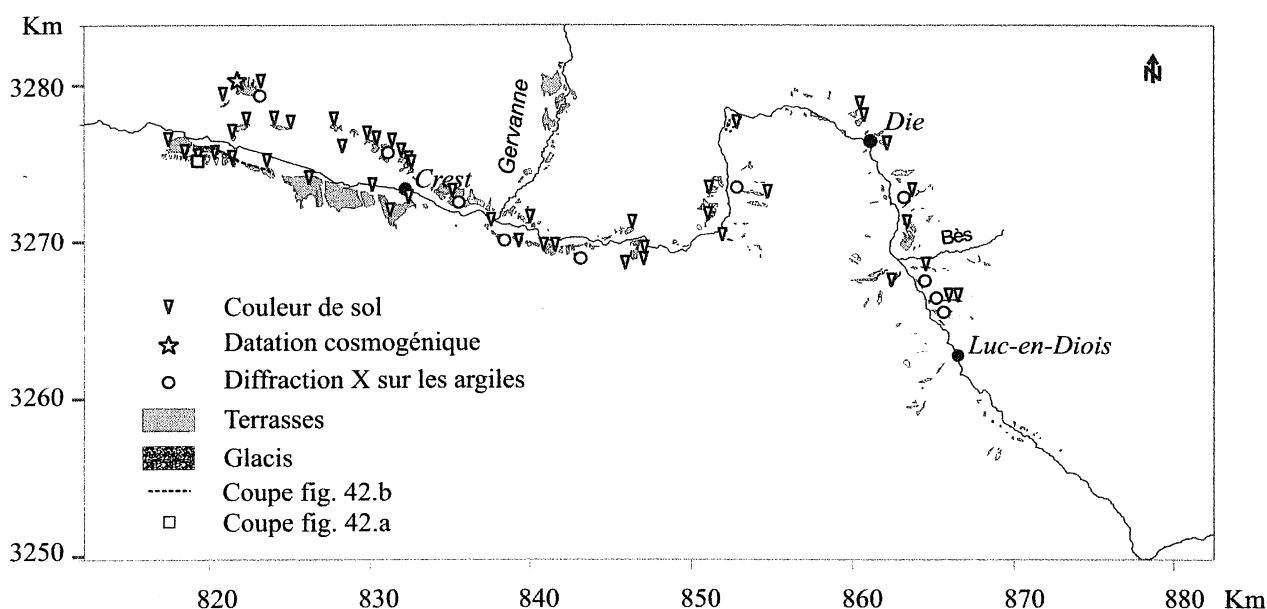 Km
3280
3270
3260
3250
N
Gervanne
Die
Crest
Bès
Luc-en-Diois
Couleur de sol
Datation cosmogénique
Diffraction X sur les argiles
Terrasses
Glacis
Coupe fig. 42.b
Coupe fig. 42.a
820 830 840 850 860 870 880 Km